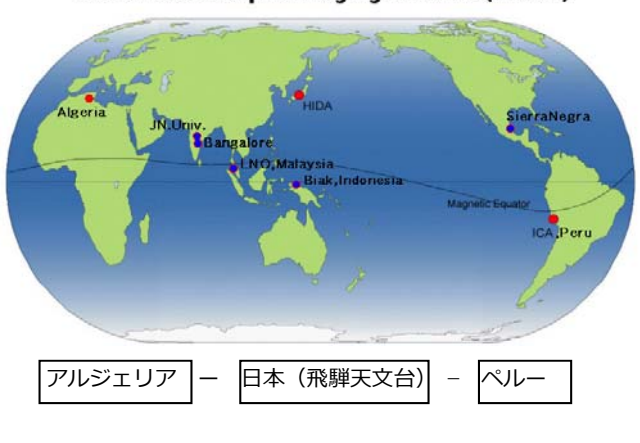 HIDA
Algeria
SierraNegra
JN.Univ.
Bangalore
LNO,Malaysia
Biak,Indonesia
Magnetic Equator
ICA,Peru
アルジェリア ー 日本（飛騨天文台） － ペルー